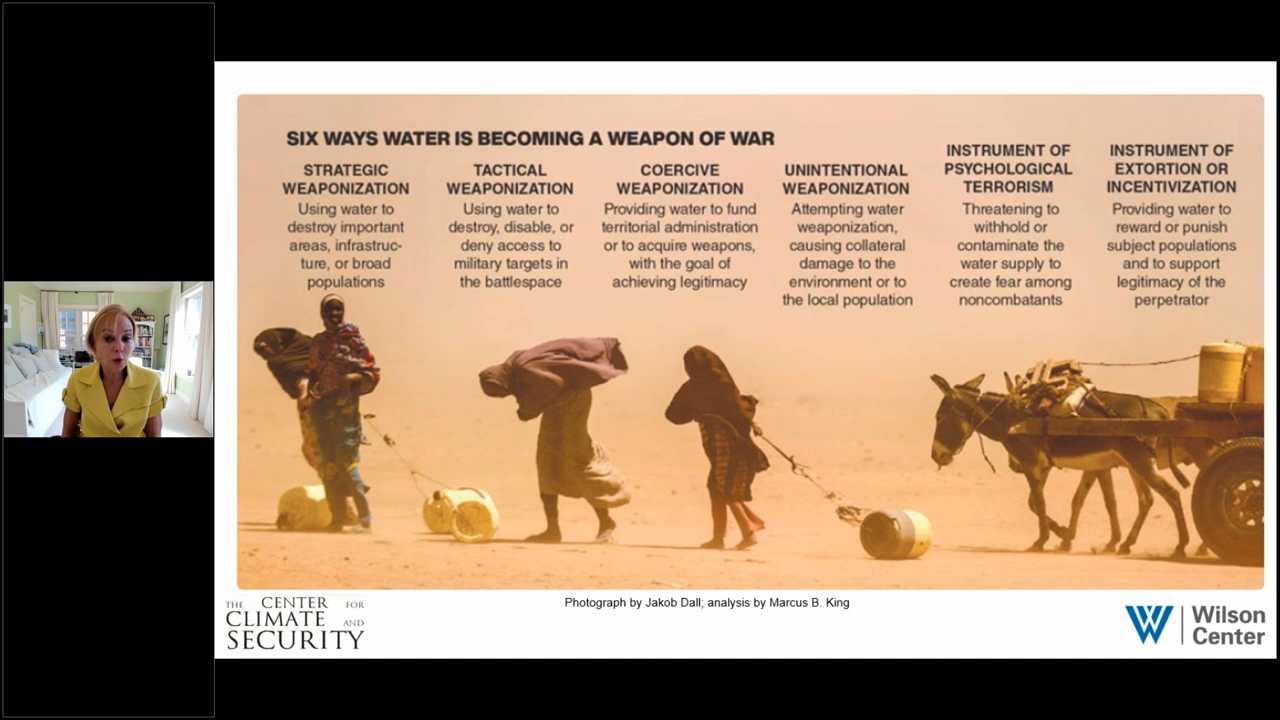 SIX WAYS WATER IS BECOMING A WEAPON OF WAR
STRATEGIC
WEAPONIZATION
Using water to
destroy important
areas, infrastruc-
ture, or broad
populations
TACTICAL
WEAPONIZATION
Using water to
destroy, disable, or
deny access to
military targets in
the battlespace
COERCIVE
WEAPONIZATION
Providing water to fund
territorial administration
or to acquire weapons,
with the goal of
achieving legitimacy
UNINTENTIONAL
WEAPONIZATION
Attempting water
weaponization,
causing collateral
damage to the
environment or to
the local population
INSTRUMENT OF
PSYCHOLOGICAL
TERRORISM
Threatening to
withhold or
contaminate the
water supply to
create fear among
noncombatants
INSTRUMENT OF
EXTORTION OR
INCENTIVIZATION
Providing water to
reward or punish
subject populations
and to support
legitimacy of the
perpetrator
Photograph by Jakob Dall; analysis by Marcus B. King
THE CENTER FOR
CLIMATE AND
SECURITY
Wilson
Center